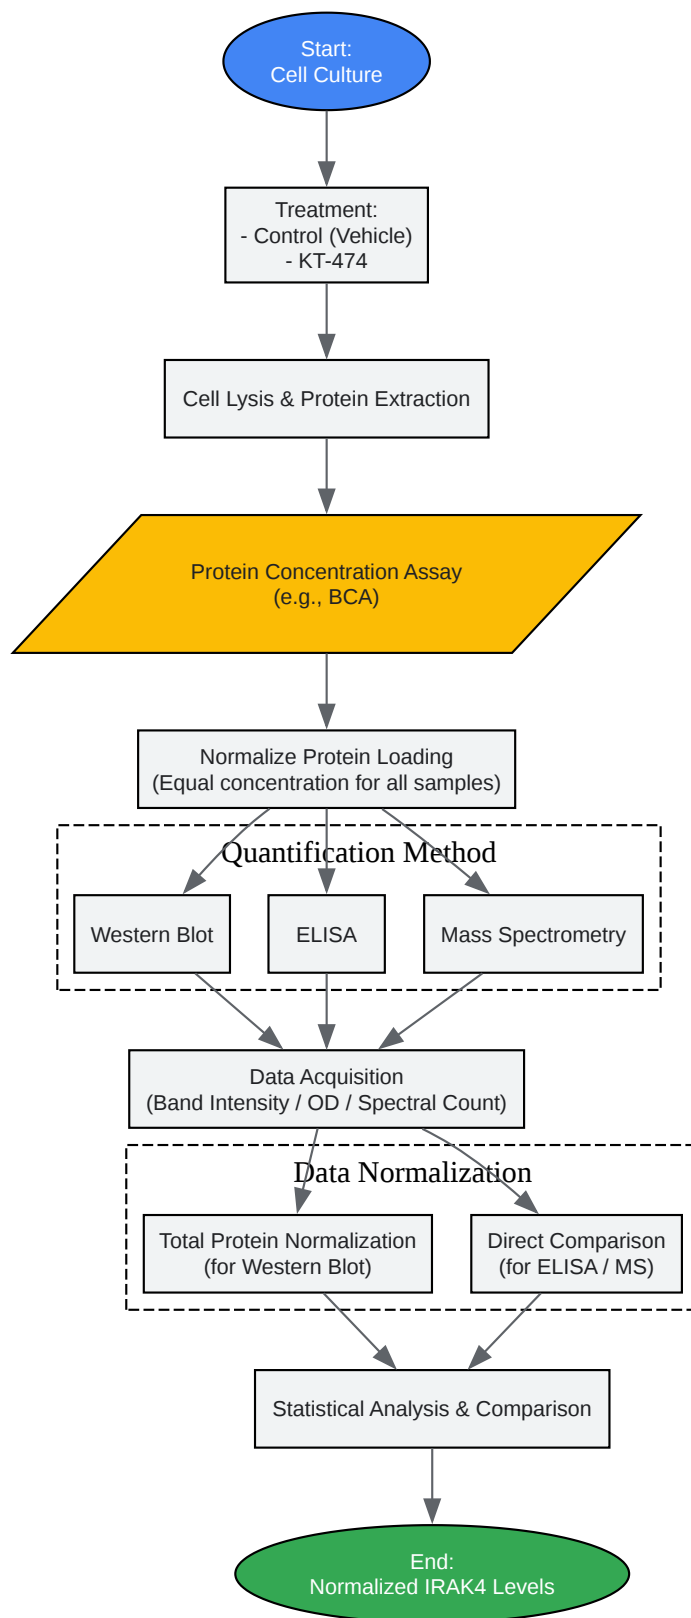 Start:
Cell Culture
Treatment:
- Control (Vehicle)
- KT-474
Cell Lysis & Protein Extraction
Protein Concentration Assay
(e.g., BCA)
Normalize Protein Loading
(Equal concentration for all samples)
Quantification Method
Western Blot
ELISA
Mass Spectrometry
Data Acquisition
(Band Intensity / OD / Spectral Count)
Data Normalization
Total Protein Normalization
(for Western Blot)
Direct Comparison
(for ELISA / MS)
Statistical Analysis & Comparison
End:
Normalized IRAK4 Levels